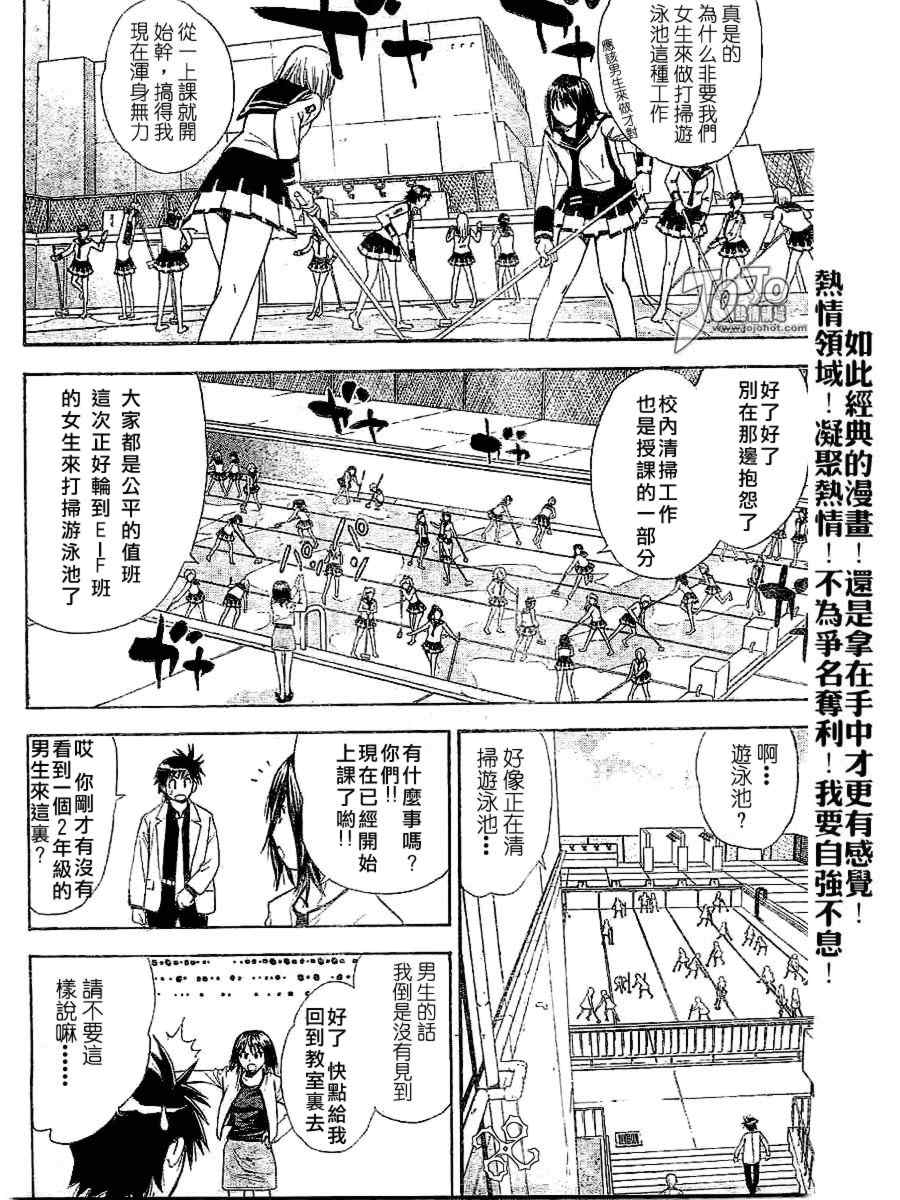 真是的
為什么非要我們
女生來做打掃遊
泳池這種工作
應該男生來做才對
從一上課就開
始幹，搞得我
現在渾身無力
ゴ
ゴ
ゴ
JOJO
熱情領域
www.jojohot.com
好了好了
別在那邊抱怨了
校內清掃工作
也是授課的一部分
大家都是公平的值班
這次正好輪到E－F班
的女生來打掃游泳池了
啊…
遊泳池？
好像正在清
掃遊泳池…
有什麼事嗎？
你們!!
現在已經開始
上課了喲!!
哎 你剛才有沒有
看到一個2年級的
男生來這裏？
男生的話
我倒是沒有見到
好了 快點給我
回到教室裏去
請不要這
樣說嘛……
如此經典的漫畫！還是拿在手中才更有感覺！
熱情領域！凝聚熱情！不為爭名奪利！我要自強不息！